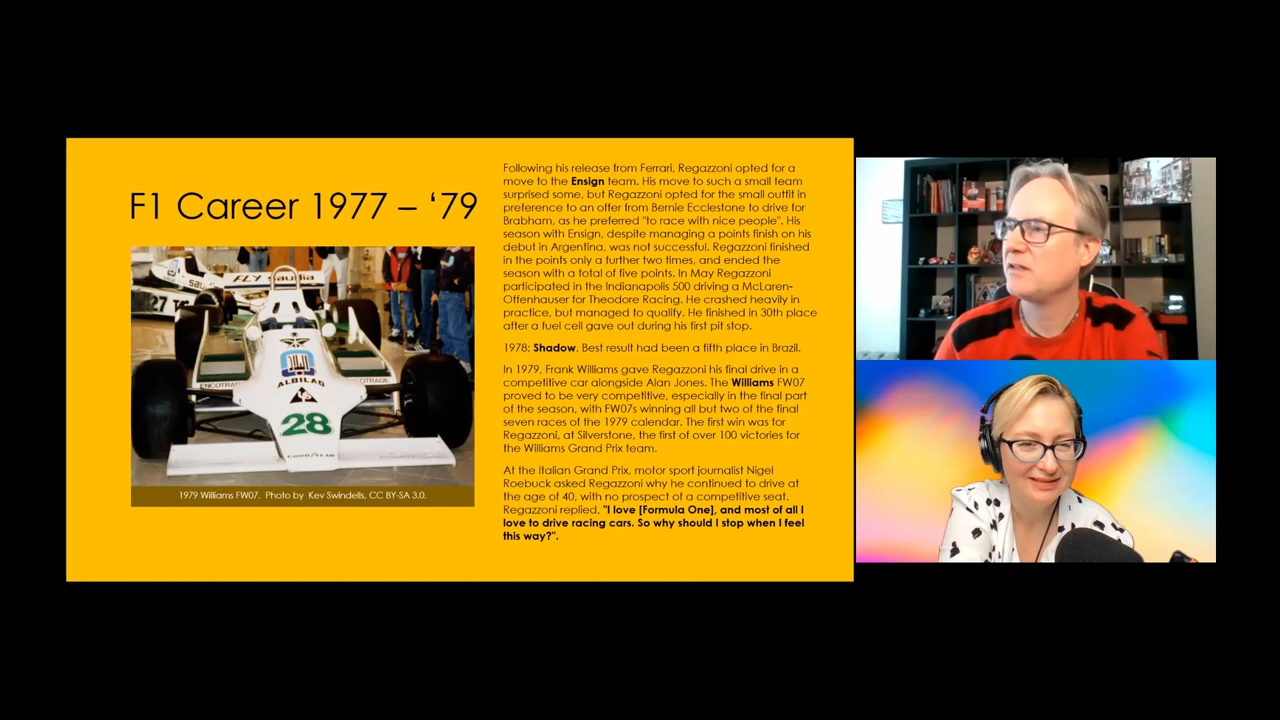 F1 Career 1977 – ‘79
27
FLY saudia
ALBILAD
28
GOODYEAR
1979 Williams FW07. Photo by Kev Swindells, CC BY-SA 3.0.
Following his release from Ferrari, Regazzoni opted for a
move to the Ensign team. His move to such a small team
surprised some, but Regazzoni opted for the small outfit in
preference to an offer from Bernie Ecclestone to drive for
Brabham, as he preferred "to race with nice people". His
season with Ensign, despite managing a points finish on his
debut in Argentina, was not successful. Regazzoni finished
in the points only a further two times, and ended the
season with a total of five points. In May Regazzoni
participated in the Indianapolis 500 driving a McLaren-
Offenhauser for Theodore Racing. He crashed heavily in
practice, but managed to qualify. He finished in 30th place
after a fuel cell gave out during his first pit stop.
1978: Shadow. Best result had been a fifth place in Brazil.
In 1979, Frank Williams gave Regazzoni his final drive in a
competitive car alongside Alan Jones. The Williams FW07
proved to be very competitive, especially in the final part
of the season, with FW07s winning all but two of the final
seven races of the 1979 calendar. The first win was for
Regazzoni, at Silverstone, the first of over 100 victories for
the Williams Grand Prix team.
At the Italian Grand Prix, motor sport journalist Nigel
Roebuck asked Regazzoni why he continued to drive at
the age of 40, with no prospect of a competitive seat.
Regazzoni replied, "I love [Formula One], and most of all I
love to drive racing cars. So why should I stop when I feel
this way?".